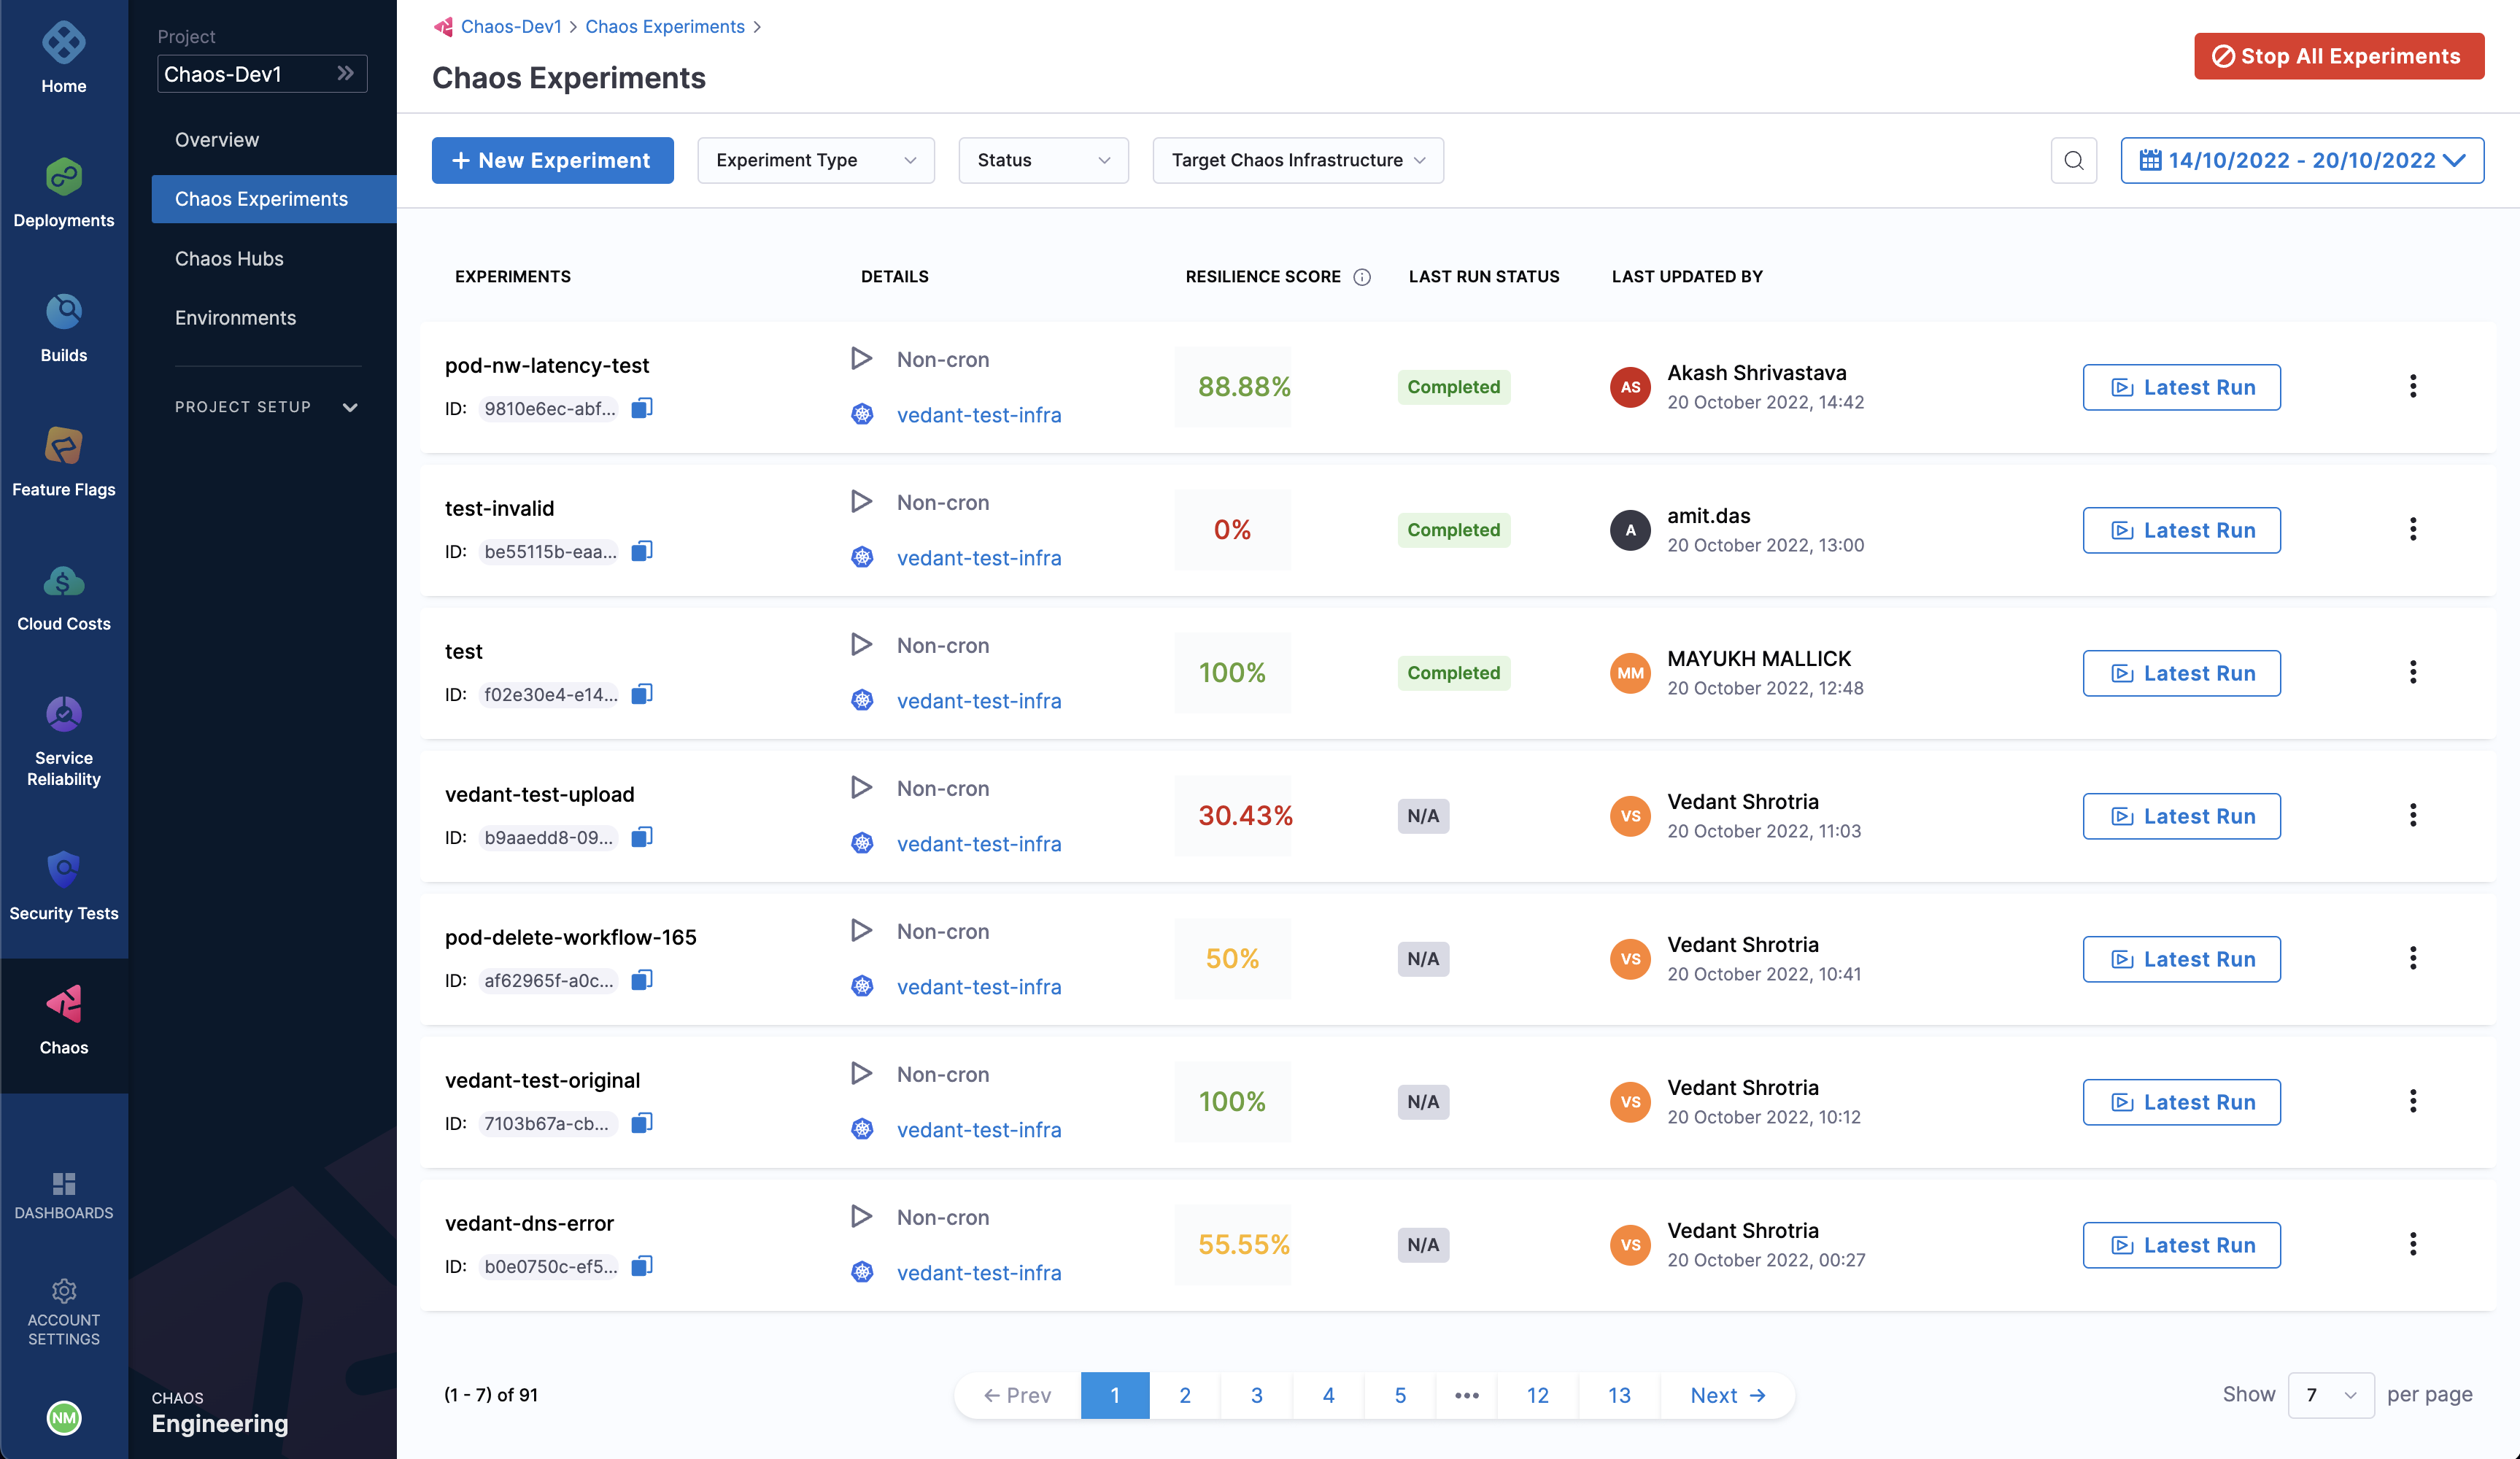 Home
Deployments
Builds
Feature Flags
Cloud Costs
Service
Reliability
Security Tests
Chaos
DASHBOARDS
ACCOUNT
SETTINGS
NM
Project
Chaos-Dev1
Overview
Chaos Experiments
Chaos Hubs
Environments
PROJECT SETUP
CHAOS
Engineering
Chaos-Dev1 > Chaos Experiments >
Chaos Experiments
Stop All Experiments
+ New Experiment
Experiment Type
Status
Target Chaos Infrastructure
14/10/2022 - 20/10/2022
EXPERIMENTS DETAILS RESILIENCE SCORE LAST RUN STATUS LAST UPDATED BY
pod-nw-latency-test
ID: 9810e6ec-abf...
Non-cron
vedant-test-infra
88.88%
Completed
AS
Akash Shrivastava
20 October 2022, 14:42
Latest Run
test-invalid
ID: be55115b-eaa...
Non-cron
vedant-test-infra
0%
Completed
A
amit.das
20 October 2022, 13:00
Latest Run
test
ID: f02e30e4-e14...
Non-cron
vedant-test-infra
100%
Completed
MM
MAYUKH MALLICK
20 October 2022, 12:48
Latest Run
vedant-test-upload
ID: b9aaedd8-09...
Non-cron
vedant-test-infra
30.43%
N/A
VS
Vedant Shrotria
20 October 2022, 11:03
Latest Run
pod-delete-workflow-165
ID: af62965f-a0c...
Non-cron
vedant-test-infra
50%
N/A
VS
Vedant Shrotria
20 October 2022, 10:41
Latest Run
vedant-test-original
ID: 7103b67a-cb...
Non-cron
vedant-test-infra
100%
N/A
VS
Vedant Shrotria
20 October 2022, 10:12
Latest Run
vedant-dns-error
ID: b0e0750c-ef5...
Non-cron
vedant-test-infra
55.55%
N/A
VS
Vedant Shrotria
20 October 2022, 00:27
Latest Run
(1 - 7) of 91
← Prev 1 2 3 4 5 ••• 12 13 Next →
Show 7 per page